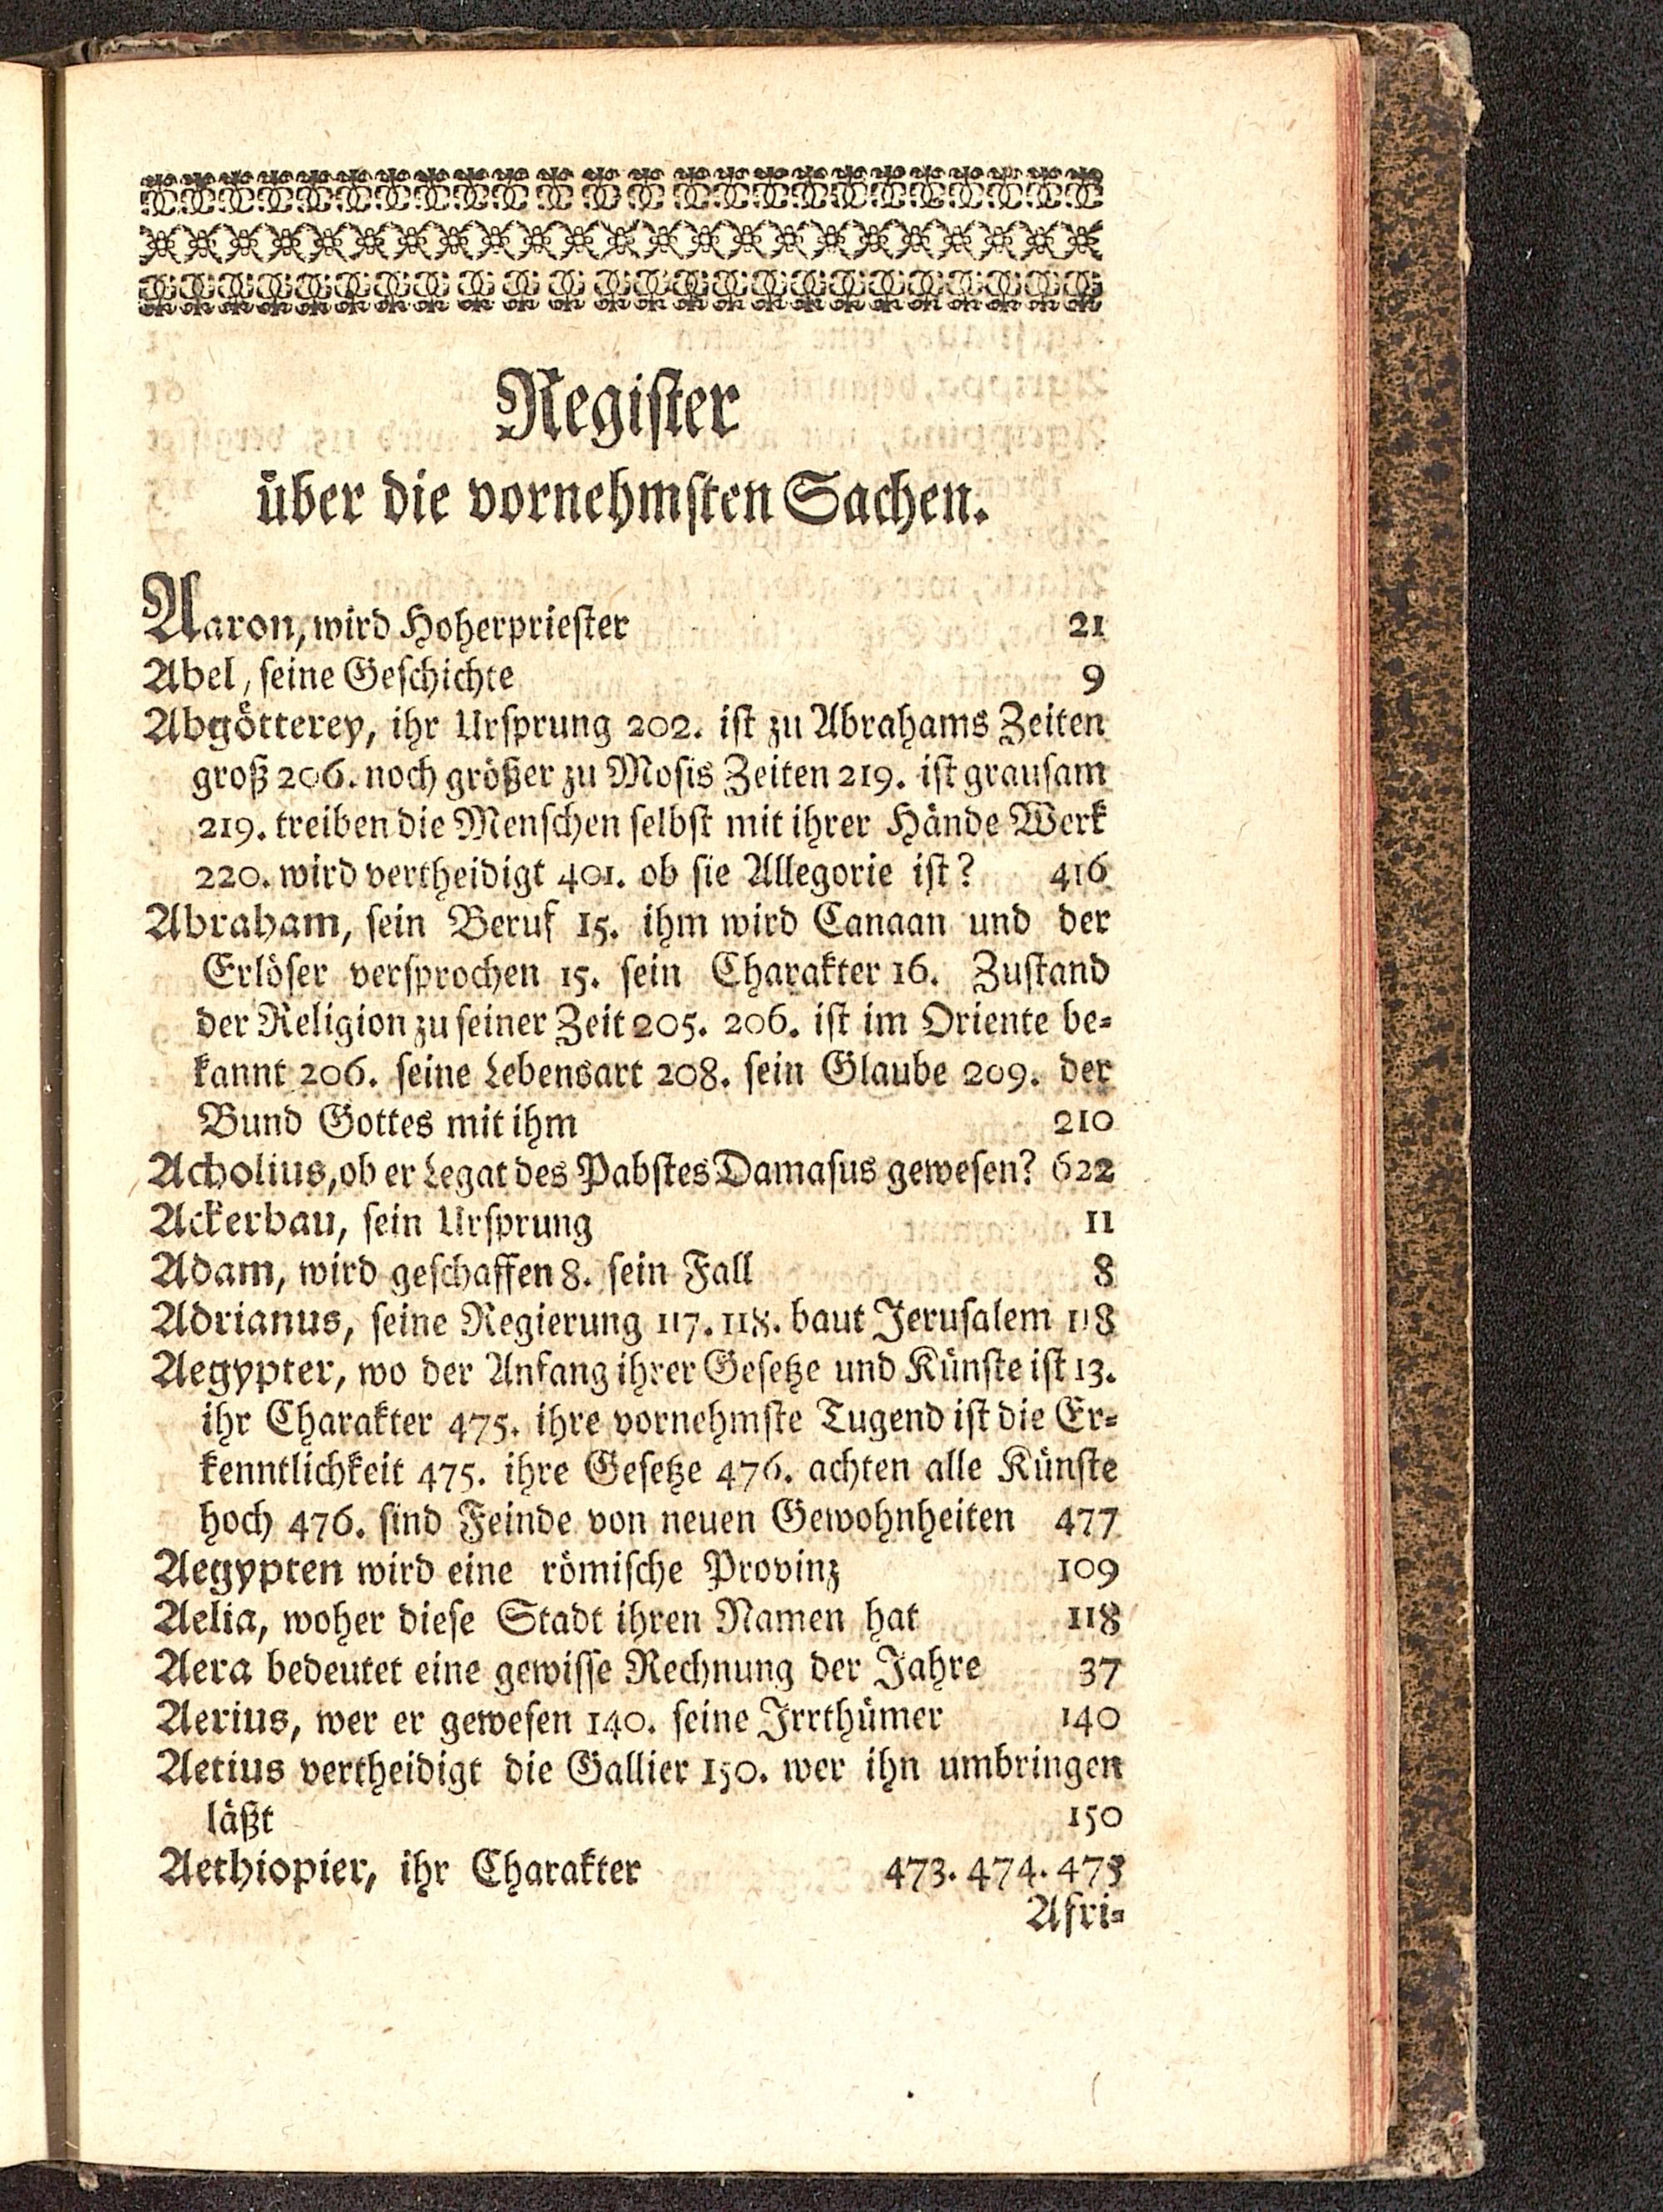 Register
über die vornehmsten Sachen.
Aaron, wird Hoherpriester 21
Abel, seine Geschichte 9
Abgötterey, ihr Ursprung 202. ist zu Abrahams Zeiten
groß 206. noch größer zu Mosis Zeiten 219. ist grausam
219. treiben die Menschen selbst mit ihrer Hände Werk
220. wird vertheidigt 401. ob sie Allegorie ist? 416
Abraham, sein Beruf 15. ihm wird Canaan und der
Erlöser versprochen 15. sein Charakter 16. Zustand
der Religion zu seiner Zeit 205. 206. ist im Oriente be-
kannt 206. seine Lebensart 208. sein Glaube 209. der
Bund Gottes mit ihm 210
Acholius, ob er Legat des Pabstes Damasus gewesen? 622
Ackerbau, sein Ursprung 11
Adam, wird geschaffen 8. sein Fall 8
Adrianus, seine Regierung 117. 118. baut Jerusalem 118
Aegypter, wo der Anfang ihrer Gesetze und Künste ist 13.
ihr Charakter 475. ihre vornehmste Tugend ist die Er-
kenntlichkeit 475. ihre Gesetze 476. achten alle Künste
hoch 476. sind Feinde von neuen Gewohnheiten 477
Aegypten wird eine römische Provinz 109
Aelia, woher diese Stadt ihren Namen hat 118
Aera bedeutet eine gewisse Rechnung der Jahre 37
Aerius, wer er gewesen 140. seine Irrthümer 140
Aetius vertheidigt die Gallier 150. wer ihn umbringen
läßt 150
Aethiopier, ihr Charakter 473. 474. 475
Afri-